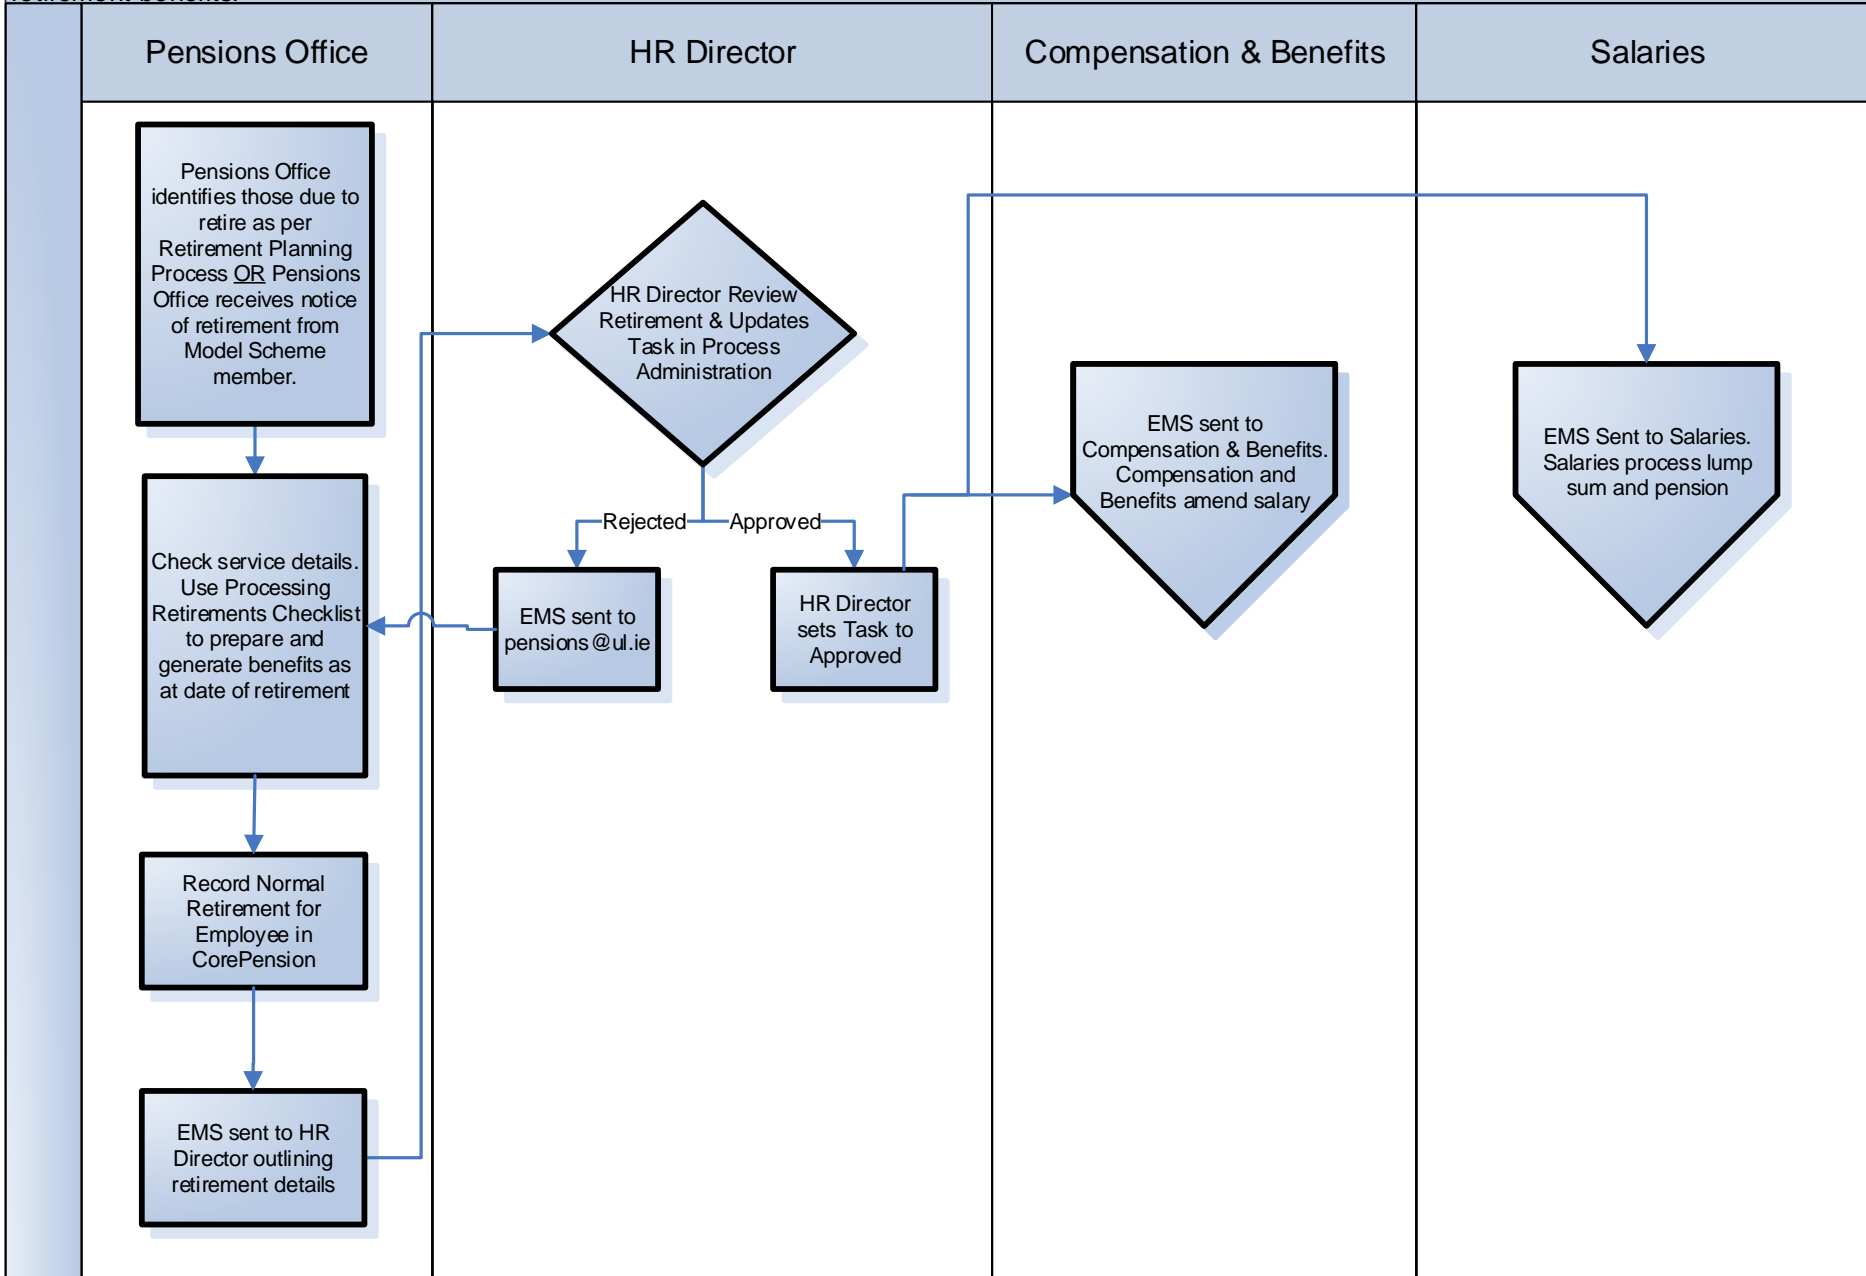 retirement benefits.
Pensions Office
HR Director
Compensation & Benefits
Salaries
Pensions Office
identifies those due to
retire as per
Retirement Planning
Process OR Pensions
Office receives notice
of retirement from
Model Scheme
member.
Check service details.
Use Processing
Retirements Checklist
to prepare and
generate benefits as
at date of retirement
Record Normal
Retirement for
Employee in
CorePension
EMS sent to HR
Director outlining
retirement details
HR Director Review
Retirement & Updates
Task in Process
Administration
Rejected
Approved
EMS sent to
pensions@ul.ie
HR Director
sets Task to
Approved
EMS sent to
Compensation & Benefits.
Compensation and
Benefits amend salary
EMS Sent to Salaries.
Salaries process lump
sum and pension